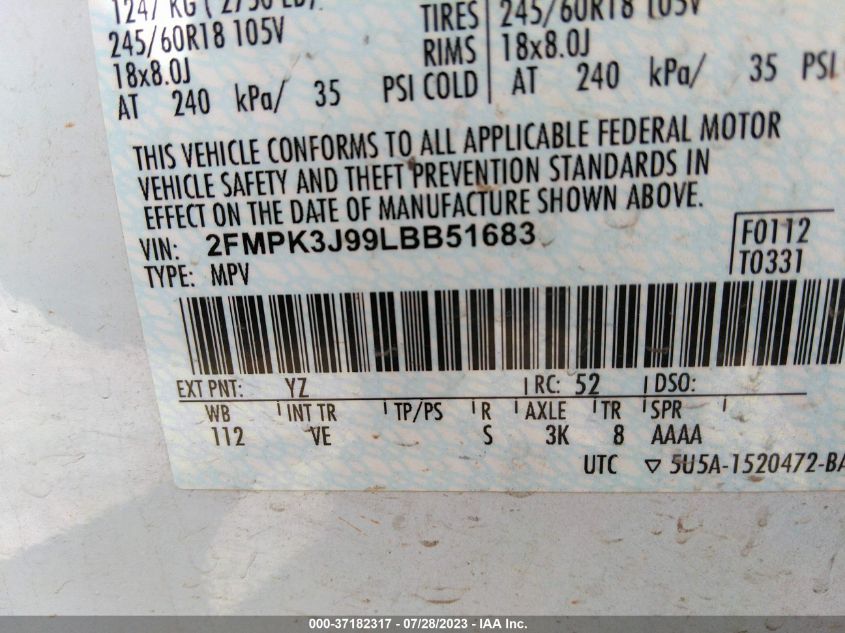 1247 KG ( 2750 LB). TIRES 245/60R18 105V
245/60R18 105V RIMS 18x8.0J
18x8.0J
AT 240 kPa/ 35 PSI COLD AT 240 kPa/ 35 PSI
THIS VEHICLE CONFORMS TO ALL APPLICABLE FEDERAL MOTOR
VEHICLE SAFETY AND THEFT PREVENTION STANDARDS IN
EFFECT ON THE DATE OF MANUFACTURE SHOWN ABOVE.
VIN: 2FMPK3J99LBB51683 F0112
TYPE: MPV T0331
EXT PNT: YZ RC: 52 DSO:
WB INT TR TP/PS R AXLE TR SPR
112 VE S 3K 8 AAAA
UTC ▽ 5U5A-1520472-BA
000-37182317 / 07/28/2023 / IAA Inc.